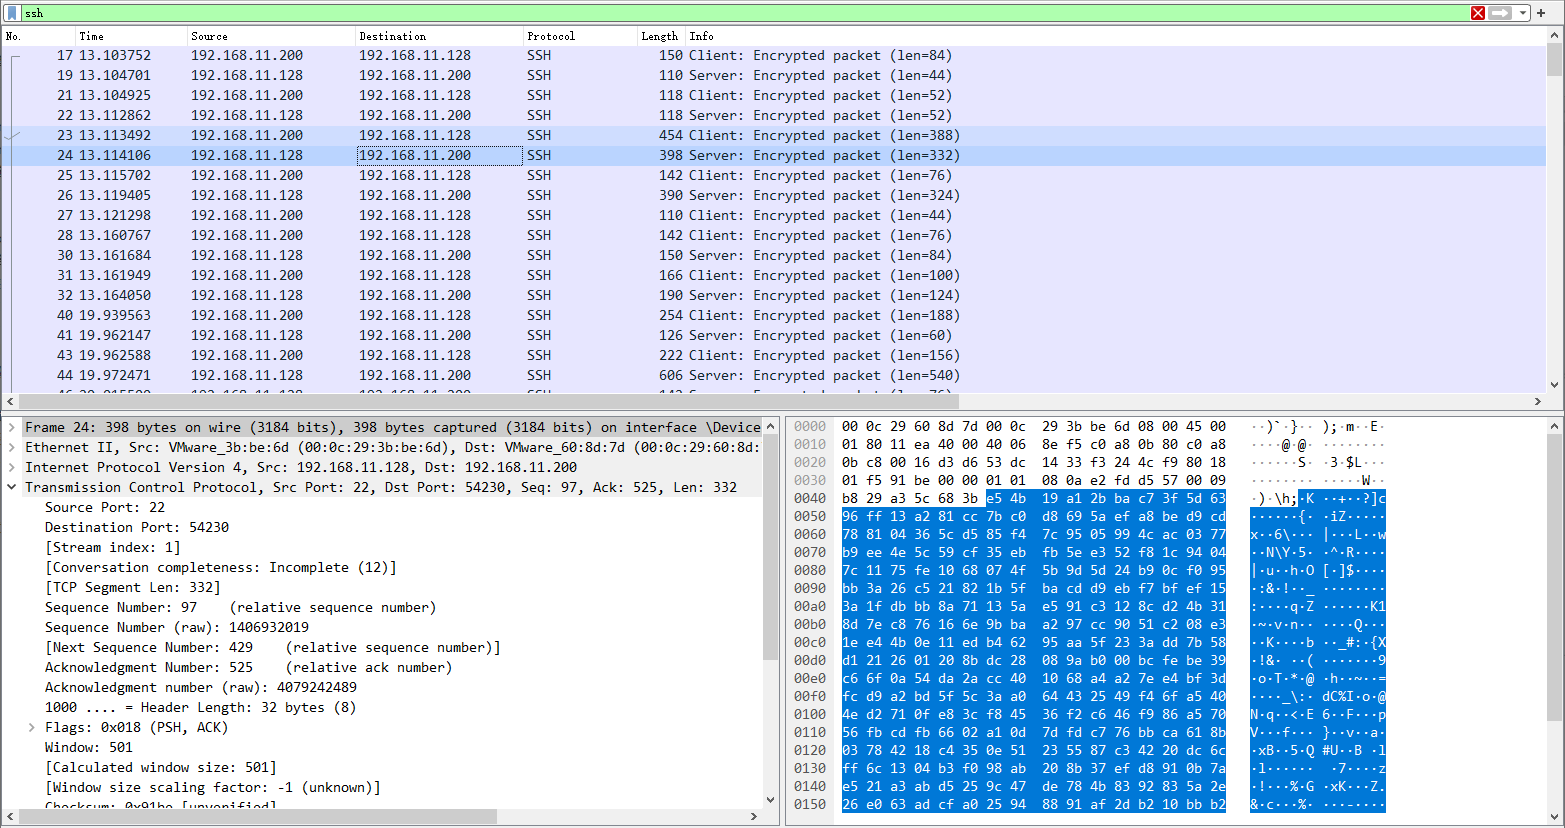 ssh
No. Time Source Destination Protocol Length Info
17 13.103752 192.168.11.200 192.168.11.128 SSH 150 Client: Encrypted packet (len=84)
19 13.104701 192.168.11.128 192.168.11.200 SSH 110 Server: Encrypted packet (len=44)
21 13.104925 192.168.11.200 192.168.11.128 SSH 118 Client: Encrypted packet (len=52)
22 13.112862 192.168.11.128 192.168.11.200 SSH 118 Server: Encrypted packet (len=52)
23 13.113492 192.168.11.200 192.168.11.128 SSH 454 Client: Encrypted packet (len=388)
24 13.114106 192.168.11.128 192.168.11.200 SSH 398 Server: Encrypted packet (len=332)
25 13.115702 192.168.11.200 192.168.11.128 SSH 142 Client: Encrypted packet (len=76)
26 13.119405 192.168.11.128 192.168.11.200 SSH 390 Server: Encrypted packet (len=324)
27 13.121298 192.168.11.200 192.168.11.128 SSH 110 Client: Encrypted packet (len=44)
28 13.160767 192.168.11.200 192.168.11.128 SSH 142 Client: Encrypted packet (len=76)
30 13.161684 192.168.11.128 192.168.11.200 SSH 150 Server: Encrypted packet (len=84)
31 13.161949 192.168.11.200 192.168.11.128 SSH 166 Client: Encrypted packet (len=100)
32 13.164050 192.168.11.128 192.168.11.200 SSH 190 Server: Encrypted packet (len=124)
40 19.939563 192.168.11.200 192.168.11.128 SSH 254 Client: Encrypted packet (len=188)
41 19.962147 192.168.11.128 192.168.11.200 SSH 126 Server: Encrypted packet (len=60)
43 19.962588 192.168.11.200 192.168.11.128 SSH 222 Client: Encrypted packet (len=156)
44 19.972471 192.168.11.128 192.168.11.200 SSH 606 Server: Encrypted packet (len=540)
Frame 24: 398 bytes on wire (3184 bits), 398 bytes captured (3184 bits) on interface \Device
Ethernet II, Src: VMware_3b:be:6d (00:0c:29:3b:be:6d), Dst: VMware_60:8d:7d (00:0c:29:60:8d:
Internet Protocol Version 4, Src: 192.168.11.128, Dst: 192.168.11.200
Transmission Control Protocol, Src Port: 22, Dst Port: 54230, Seq: 97, Ack: 525, Len: 332
Source Port: 22
Destination Port: 54230
[Stream index: 1]
[Conversation completeness: Incomplete (12)]
[TCP Segment Len: 332]
Sequence Number: 97 (relative sequence number)
Sequence Number (raw): 1406932019
[Next Sequence Number: 429 (relative sequence number)]
Acknowledgment Number: 525 (relative ack number)
Acknowledgment number (raw): 4079242489
1000 .... = Header Length: 32 bytes (8)
Flags: 0x018 (PSH, ACK)
Window: 501
[Calculated window size: 501]
[Window size scaling factor: -1 (unknown)]
Checksum: 0x91be [unverified]
0000 00 0c 29 60 8d 7d 00 0c 29 3b be 6d 08 00 45 00 ··)`·}·· );·m··E·
0010 01 80 11 ea 40 00 40 06 8e f5 c0 a8 0b 80 c0 a8 ····@·@· ········
0020 0b c8 00 16 d3 d6 53 dc 14 33 f3 24 4c f9 80 18 ······S· ·3·$L···
0030 01 f5 91 be 00 00 01 01 08 0a e2 fd d5 57 00 09 ········ ·····W··
0040 b8 29 a3 5c 68 3b e5 4b 19 a1 2b ba c7 3f 5d 63 ·)·\h;·K ··+··?]c
0050 96 ff 13 a2 81 cc 7b c0 d8 69 5a ef a8 be d9 cd ······{· ·iZ·····
0060 78 81 04 36 5c d5 85 f4 7c 95 05 99 4c ac 03 77 x··6\··· |···L··w
0070 b9 ee 4e 5c 59 cf 35 eb fb 5e e3 52 f8 1c 94 04 ··N\Y·5· ·^·R····
0080 7c 11 75 fe 10 68 07 4f 5b 9d 5d 24 b9 0c f0 95 |·u··h·O [·]$····
0090 bb 3a 26 c5 21 82 1b 5f ba cd d9 eb f7 bf ef 15 ·:&·!··_ ········
00a0 3a 1f db bb 8a 71 13 5a e5 91 c3 12 8c d2 4b 31 :····q·Z ······K1
00b0 8d 7e c8 76 16 6e 9b ba a2 97 cc 90 51 c2 08 e3 ·~·v·n·· ····Q···
00c0 1e e4 4b 0e 11 ed b4 62 95 aa 5f 23 3a dd 7b 58 ··K····b ··_#:·{X
00d0 d1 21 26 01 20 8b dc 28 08 9a b0 00 bc fe be 39 ·!&· ··( ·······9
00e0 c6 6f 0a 54 da 2a cc 40 10 68 a4 a2 7e e4 bf 3d ·o·T·*·@ ·h··~··=
00f0 fc d9 a2 bd 5f 5c 3a a0 64 43 25 49 f4 6f a5 40 ····_\:· dC%I·o·@
0100 4e d2 71 0f e8 3c f8 45 36 f2 c6 46 f9 86 a5 70 N·q··<·E 6··F···p
0110 56 fb cd fb 66 02 a1 0d 7d fd c7 76 bb ca 61 8b V···f··· }··v··a·
0120 03 78 42 18 c4 35 0e 51 23 55 87 c3 42 20 dc 6c ·xB··5·Q #U··B ·l
0130 ff 6c 13 04 b3 f0 98 ab 20 8b 37 ef d8 91 0b 7a ·l······  ·7····z
0140 e5 21 a3 ab d5 25 9c 47 de 78 4b 83 92 83 5a 2e ·!···%·G ·xK···Z.
0150 26 e0 63 ad cf a0 25 94 88 91 af 2d b2 10 bb b2 &·c···%· ···-····